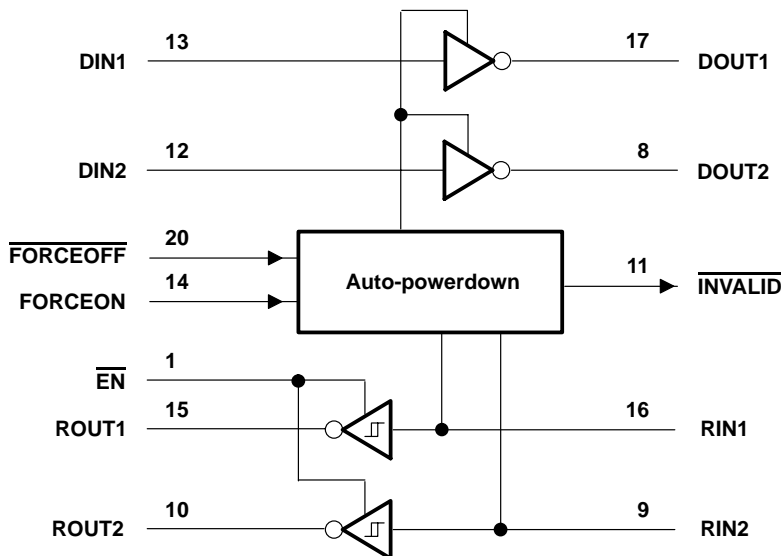 DIN1 13 17 DOUT1
DIN2 12 8 DOUT2
FORCEOFF 20
Auto-powerdown 11 INVALID
FORCEON 14
EN 1
ROUT1 15 16 RIN1
ROUT2 10 9 RIN2